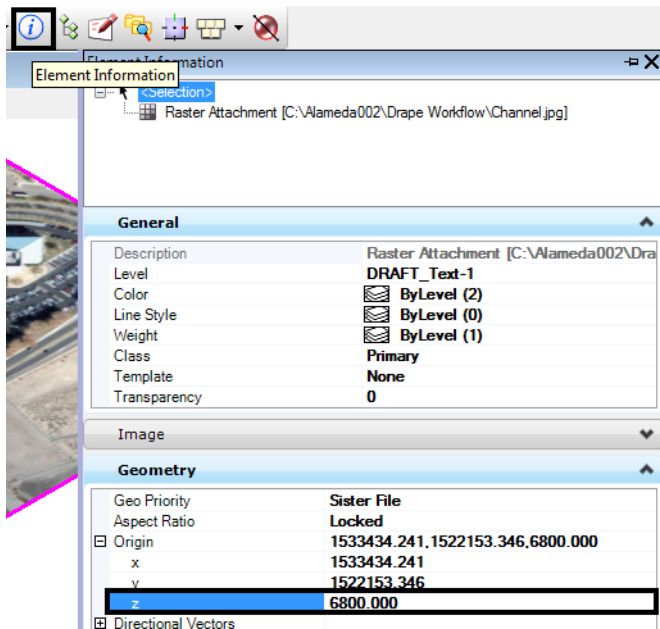 Element Information
Element Information
<Selection>
Raster Attachment [C:\Alameda002\Drape Workflow\Channel.jpg]
General
Description Raster Attachment [C:\Alameda002\Dra
Level DRAFT_Text-1
Color ByLevel (2)
Line Style ByLevel (0)
Weight ByLevel (1)
Class Primary
Template None
Transparency 0
Image
Geometry
Geo Priority Sister File
Aspect Ratio Locked
Origin 1533434.241,1522153.346,6800.000
x 1533434.241
y 1522153.346
z 6800.000
Directional Vectors